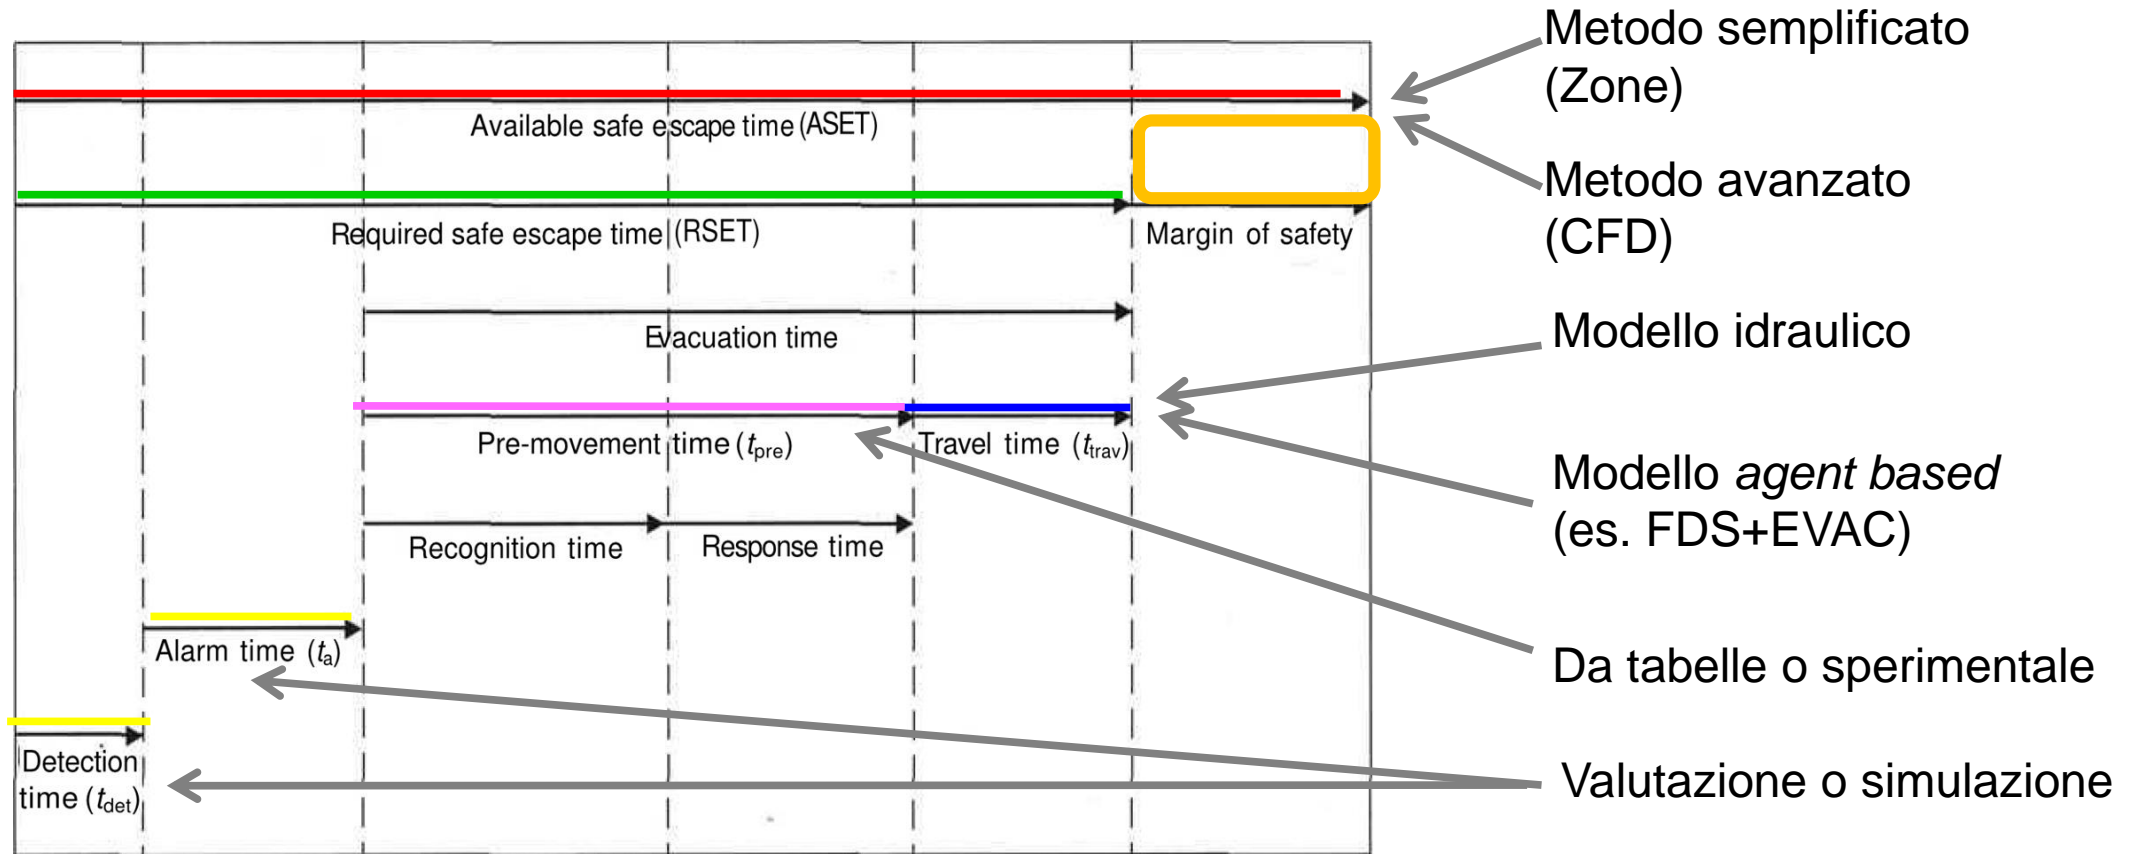 Metodo semplificato
(Zone)
Available safe escape time (ASET)
Metodo avanzato
(CFD)
Required safe escape time (RSET)
Margin of safety
Evacuation time
Modello idraulico
Pre-movement time (tpre)
Travel time (ttrav)
Modello agent based
(es. FDS+EVAC)
Recognition time
Response time
Alarm time (ta)
Da tabelle o sperimentale
Detection
time (tdet)
Valutazione o simulazione